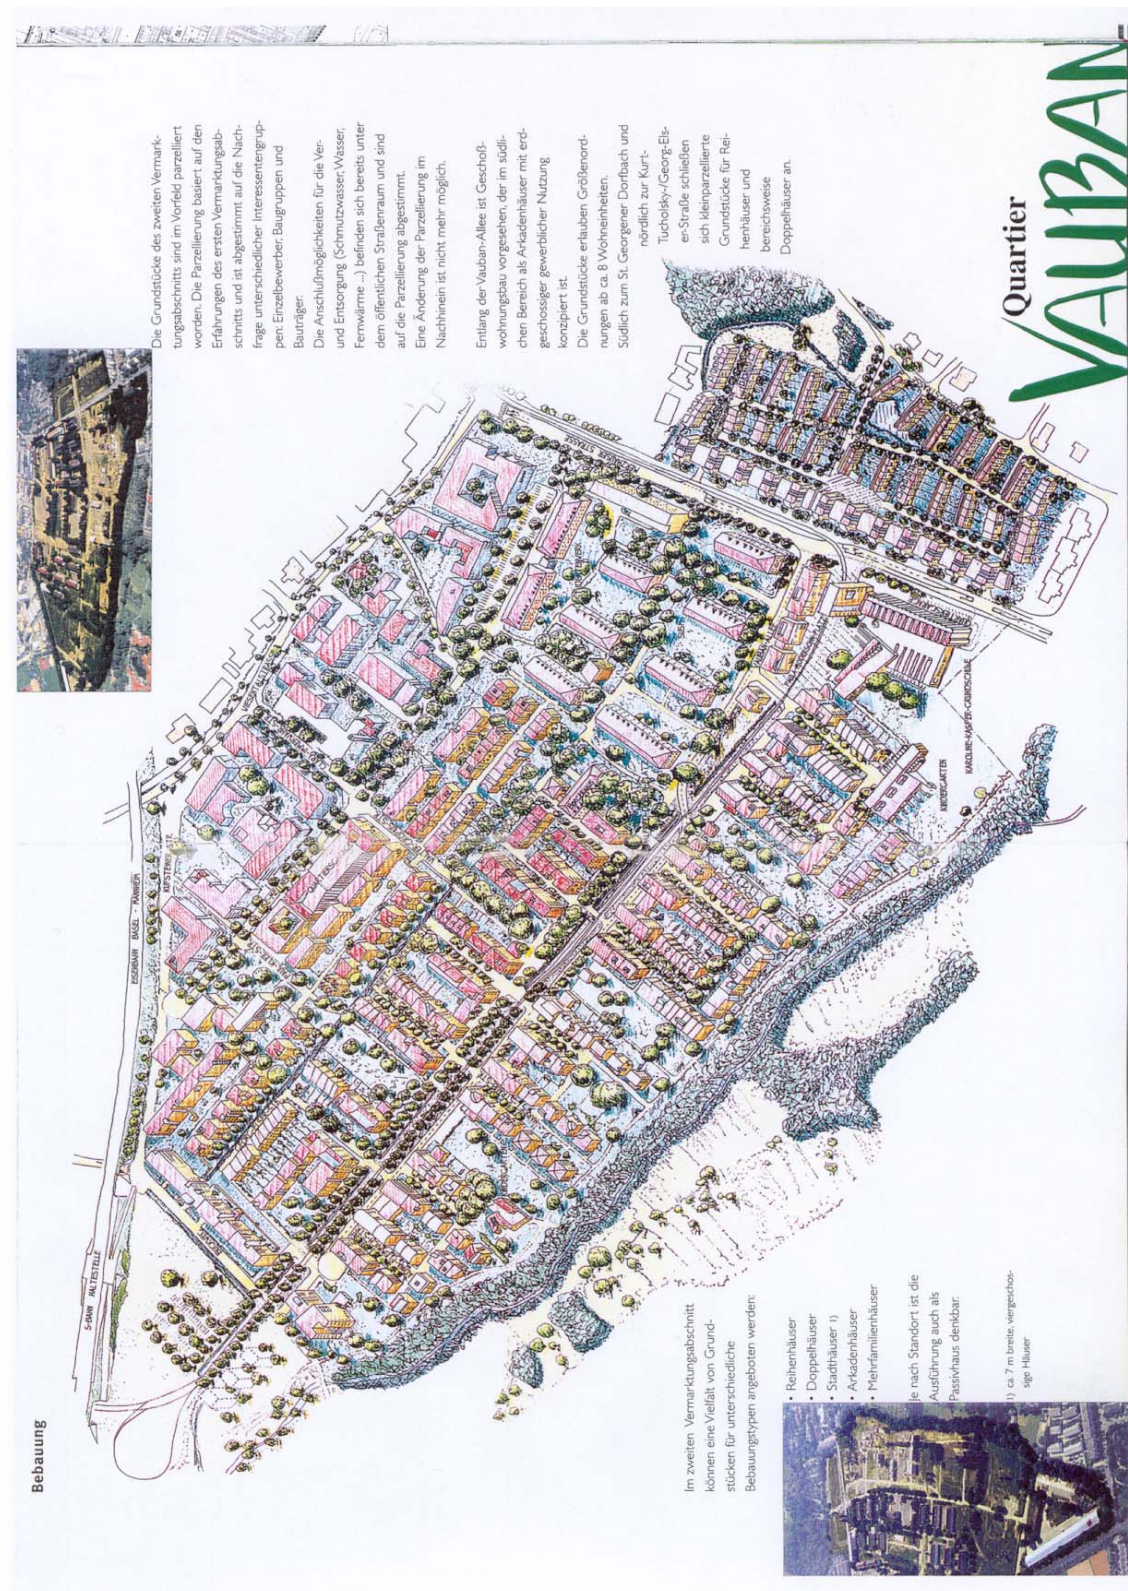 Bebauung
Im zweiten Vermarktungsabschnitt
können eine Vielfalt von Grund-
stücken für unterschiedliche
Bebauungstypen angeboten werden:
• Reihenhäuser
• Doppelhäuser
• Stadthäuser 1)
• Arkadenhäuser
• Mehrfamilienhäuser
Je nach Standort ist die
Ausführung auch als
Passivhaus denkbar.
1) ca. 7 m breite, viergeschos-
sige Häuser
S-BAHN HALTESTELLE
EISENBAHN BASEL - MANNHEIM
KINDERGARTEN
KAROLINE-KASPER-GRUNDSCHULE
Die Grundstücke des zweiten Vermark-
tungsabschnitts sind im Vorfeld parzelliert
worden. Die Parzellierung basiert auf den
Erfahrungen des ersten Vermarktungsab-
schnitts und ist abgestimmt auf die Nach-
frage unterschiedlicher Interessentengrup-
pen: Einzelbewerber, Baugruppen und
Bauträger.
Die Anschlußmöglichkeiten für die Ver-
und Entsorgung (Schmutzwasser, Wasser,
Fernwärme ...) befinden sich bereits unter
dem öffentlichen Straßenraum und sind
auf die Parzellierung abgestimmt.
Eine Änderung der Parzellierung im
Nachhinein ist nicht mehr möglich.
Entlang der Vauban-Allee ist Geschoß-
wohnungsbau vorgesehen, der im südli-
chen Bereich als Arkadenhäuser mit erd-
geschossiger gewerblicher Nutzung
konzipiert ist.
Die Grundstücke erlauben Größenord-
nungen ab ca. 8 Wohneinheiten.
Südlich zum St. Georgener Dorfbach und
nördlich zur Kurt-
Tucholsky-/Georg-Els-
er-Straße schließen
sich kleinparzellierte
Grundstücke für Rei-
henhäuser und
bereichsweise
Doppelhäuser an.
Quartier
VAUBAN